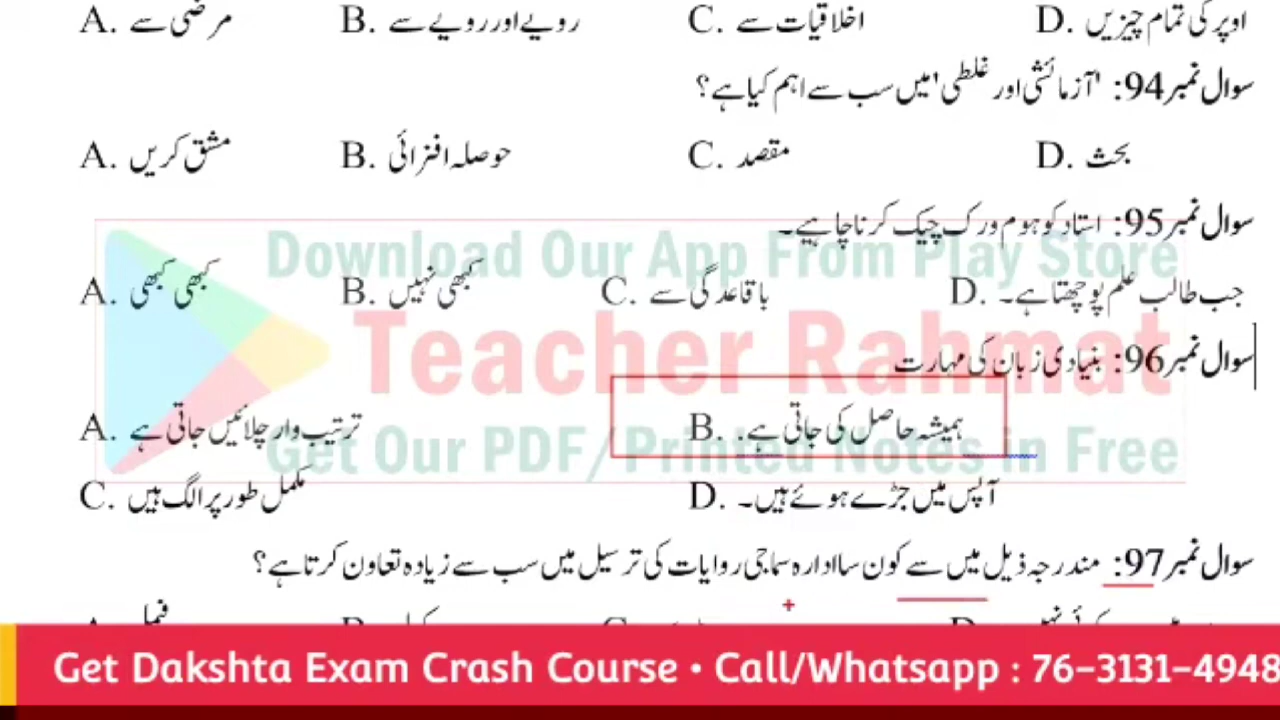 A. مرضی سے B. رویے اور رویے سے C. اخلاقیات سے D. اوپر کی تمام چیزیں
سوال نمبر 94: 'آزمائشی اور غلطی' میں سب سے اہم کیا ہے؟
A. مشق کریں B. حوصلہ افزائی C. مقصد D. بحث
سوال نمبر 95: استاد کو ہوم ورک چیک کرنا چاہیے۔
Download Our App From Play Store
A. کبھی کبھی B. کبھی نہیں C. باقاعدگی سے D. جب طالب علم پوچھتا ہے۔
Teacher Rahmat
سوال نمبر 96: بنیادی زبان کی مہارت
A. ترتیب وار چلائیں جاتی ہے B. ہمیشہ حاصل کی جاتی ہے.
Get Our PDF/Printed Notes in Free
C. مکمل طور پر الگ ہیں D. آپس میں جڑے ہوئے ہیں۔
سوال نمبر 97: مندرجہ ذیل میں سے کون سا ادارہ سماجی روایات کی ترسیل میں سب سے زیادہ تعاون کرتا ہے؟
Get Dakshta Exam Crash Course • Call/Whatsapp : 76-3131-4948